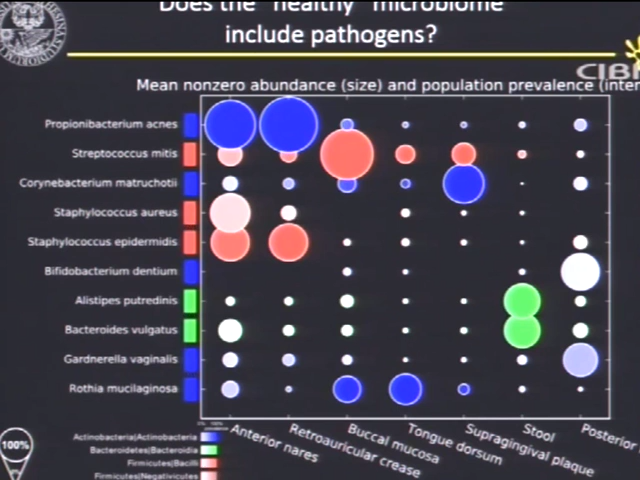 Does the "healthy" microbiome
include pathogens?
CIBI
Mean nonzero abundance (size) and population prevalence (inter
Propionibacterium acnes
Streptococcus mitis
Corynebacterium matruchotii
Staphylococcus aureus
Staphylococcus epidermidis
Bifidobacterium dentium
Alistipes putredinis
Bacteroides vulgatus
Gardnerella vaginalis
Rothia mucilaginosa
Anterior nares
Retroauricular crease
Buccal mucosa
Tongue dorsum
Supragingival plaque
Stool
Posterior
100%
Actinobacteria|Actinobacteria
Bacteroidetes|Bacteroidia
Firmicutes|Bacilli
Firmicutes|Negativicutes